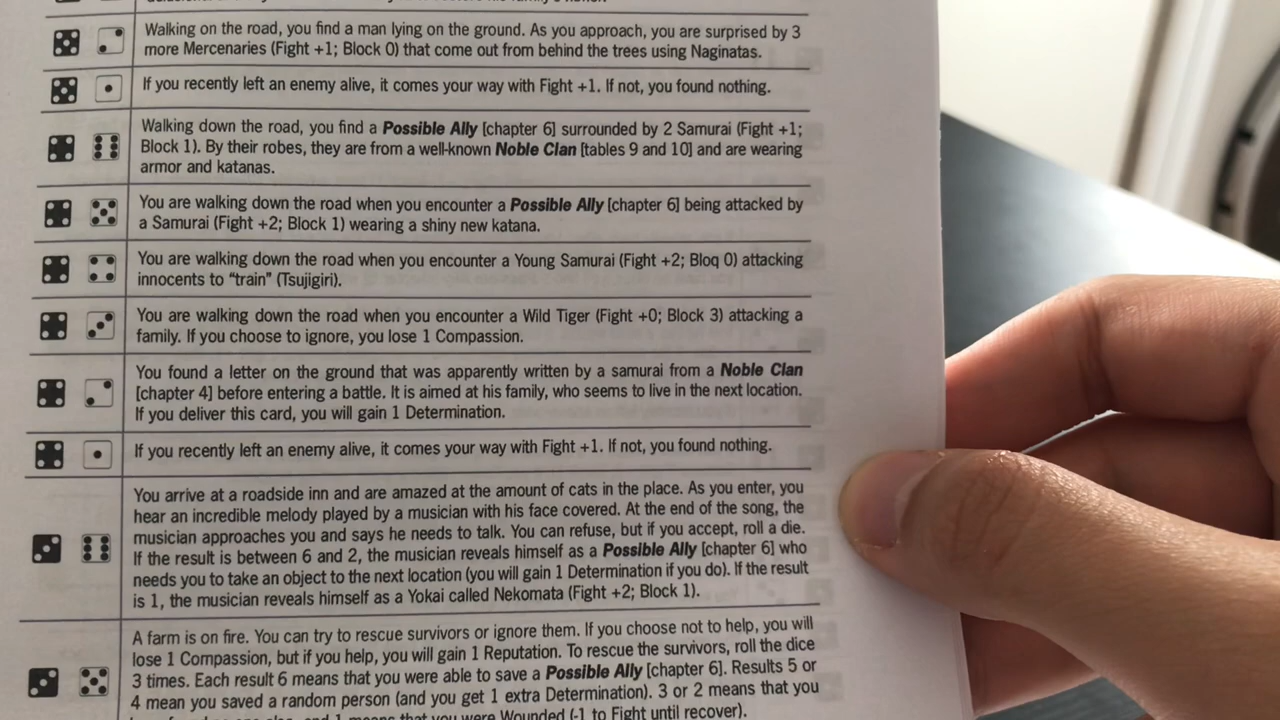 Walking on the road, you find a man lying on the ground. As you approach, you are surprised by 3
more Mercenaries (Fight +1; Block 0) that come out from behind the trees using Naginatas.
If you recently left an enemy alive, it comes your way with Fight +1. If not, you found nothing.
Walking down the road, you find a Possible Ally [chapter 6] surrounded by 2 Samurai (Fight +1;
Block 1). By their robes, they are from a well-known Noble Clan [tables 9 and 10] and are wearing
armor and katanas.
You are walking down the road when you encounter a Possible Ally [chapter 6] being attacked by
a Samurai (Fight +2; Block 1) wearing a shiny new katana.
You are walking down the road when you encounter a Young Samurai (Fight +2; Bloq 0) attacking
innocents to “train” (Tsujigiri).
You are walking down the road when you encounter a Wild Tiger (Fight +0; Block 3) attacking a
family. If you choose to ignore, you lose 1 Compassion.
You found a letter on the ground that was apparently written by a samurai from a Noble Clan
[chapter 4] before entering a battle. It is aimed at his family, who seems to live in the next location.
If you deliver this card, you will gain 1 Determination.
If you recently left an enemy alive, it comes your way with Fight +1. If not, you found nothing.
You arrive at a roadside inn and are amazed at the amount of cats in the place. As you enter, you
hear an incredible melody played by a musician with his face covered. At the end of the song, the
musician approaches you and says he needs to talk. You can refuse, but if you accept, roll a die.
If the result is between 6 and 2, the musician reveals himself as a Possible Ally [chapter 6] who
needs you to take an object to the next location (you will gain 1 Determination if you do). If the result
is 1, the musician reveals himself as a Yokai called Nekomata (Fight +2; Block 1).
A farm is on fire. You can try to rescue survivors or ignore them. If you choose not to help, you will
lose 1 Compassion, but if you help, you will gain 1 Reputation. To rescue the survivors, roll the dice
3 times. Each result 6 means that you were able to save a Possible Ally [chapter 6]. Results 5 or
4 mean you saved a random person (and you get 1 extra Determination). 3 or 2 means that you
means that you were Wounded (-1 to Fight until recover).